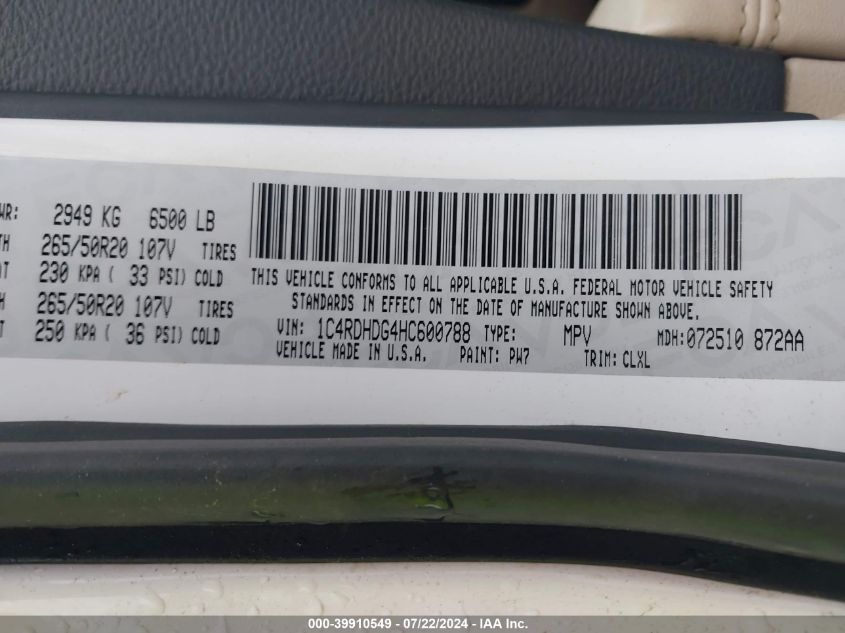 WR: 2949 KG 6500 LB
TH 265/50R20 107V TIRES
OT 230 KPA ( 33 PSI) COLD
H 265/50R20 107V TIRES
T 250 KPA ( 36 PSI) COLD
THIS VEHICLE CONFORMS TO ALL APPLICABLE U.S.A. FEDERAL MOTOR VEHICLE SAFETY
STANDARDS IN EFFECT ON THE DATE OF MANUFACTURE SHOWN ABOVE.
VIN: 1C4RDHDG4HC600788 TYPE: MPV MDH:072510 872AA
VEHICLE MADE IN U.S.A. PAINT: PW7 TRIM: CLXL
000-39910549 - 07/22/2024 - IAA Inc.